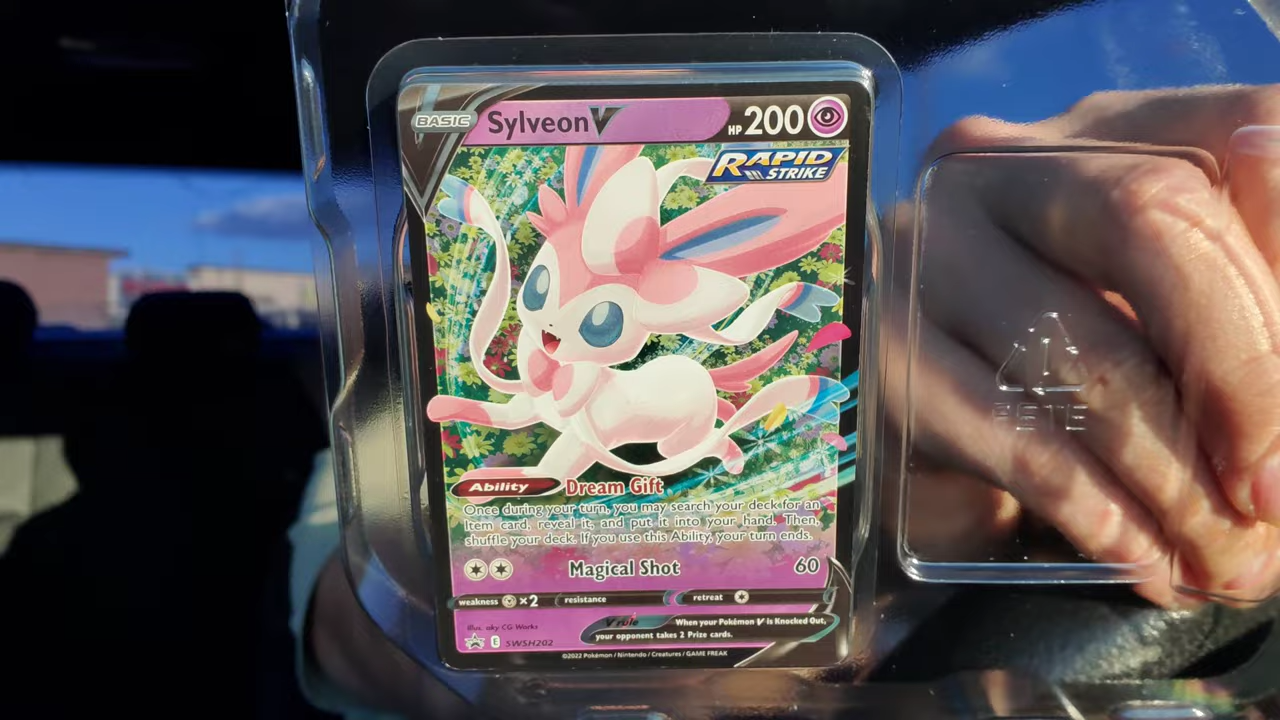 BASIC
Sylveon V
HP 200
RAPID
STRIKE
Ability Dream Gift
Once during your turn, you may search your deck for an
Item card, reveal it, and put it into your hand. Then,
shuffle your deck. If you use this Ability, your turn ends.
Magical Shot 60
weakness ×2 resistance retreat
V rule When your Pokémon V is Knocked Out,
your opponent takes 2 Prize cards.
Illus. aky CG Works
E SWSH202
©2022 Pokémon / Nintendo / Creatures / GAME FREAK
1
PETE